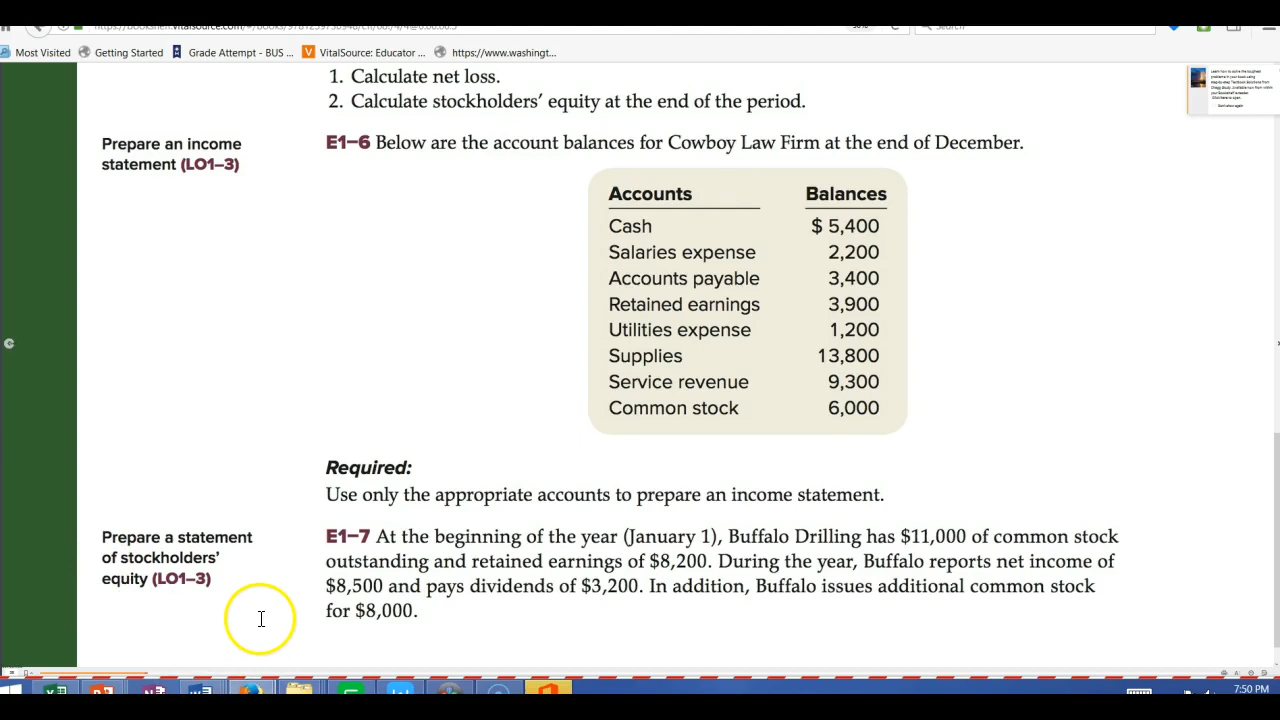 Most Visited Getting Started Grade Attempt - BUS ... VitalSource: Educator ... https://www.washingt...
1. Calculate net loss.
2. Calculate stockholders' equity at the end of the period.
Prepare an income
statement (LO1–3)
E1–6 Below are the account balances for Cowboy Law Firm at the end of December.
Accounts Balances
Cash $ 5,400
Salaries expense 2,200
Accounts payable 3,400
Retained earnings 3,900
Utilities expense 1,200
Supplies 13,800
Service revenue 9,300
Common stock 6,000
Required:
Use only the appropriate accounts to prepare an income statement.
Prepare a statement
of stockholders'
equity (LO1–3)
E1–7 At the beginning of the year (January 1), Buffalo Drilling has $11,000 of common stock
outstanding and retained earnings of $8,200. During the year, Buffalo reports net income of
$8,500 and pays dividends of $3,200. In addition, Buffalo issues additional common stock
for $8,000.
7:50 PM